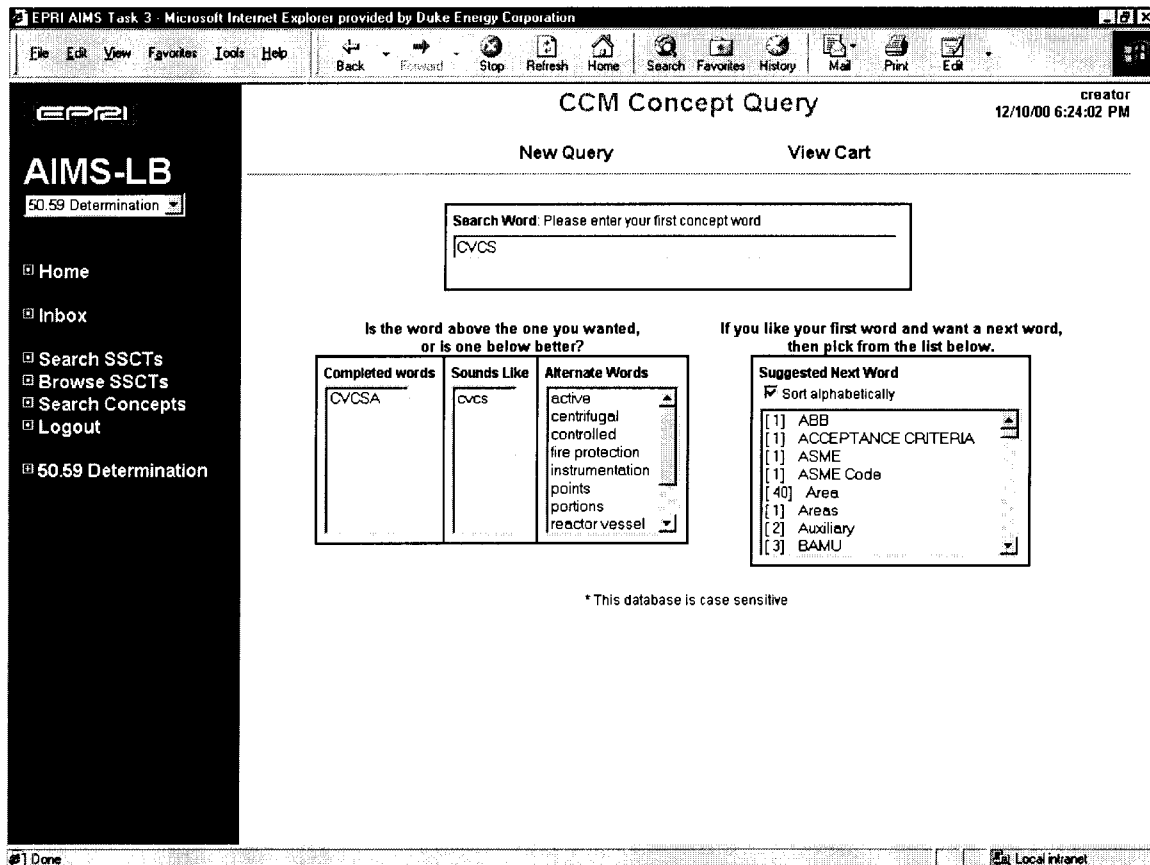 EPRI AIMS Task 3 - Microsoft Internet Explorer provided by Duke Energy Corporation
File Edit View Favorites Tools Help
Back Forward Stop Refresh Home Search Favorites History Mail Print Edit
EPRI
AIMS-LB
50.59 Determination
Home
Inbox
Search SSCTs
Browse SSCTs
Search Concepts
Logout
50.59 Determination
CCM Concept Query
creator
12/10/00 6:24:02 PM
New Query View Cart
Search Word: Please enter your first concept word
CVCS
Is the word above the one you wanted,
or is one below better?
Completed words Sounds Like Alternate Words
CVCSA
cvcs
active
centrifugal
controlled
fire protection
instrumentation
points
portions
reactor vessel
If you like your first word and want a next word,
then pick from the list below.
Suggested Next Word
Sort alphabetically
[1] ABB
[1] ACCEPTANCE CRITERIA
[1] ASME
[1] ASME Code
[40] Area
[1] Areas
[2] Auxiliary
[3] BAMU
* This database is case sensitive
Done
Local intranet